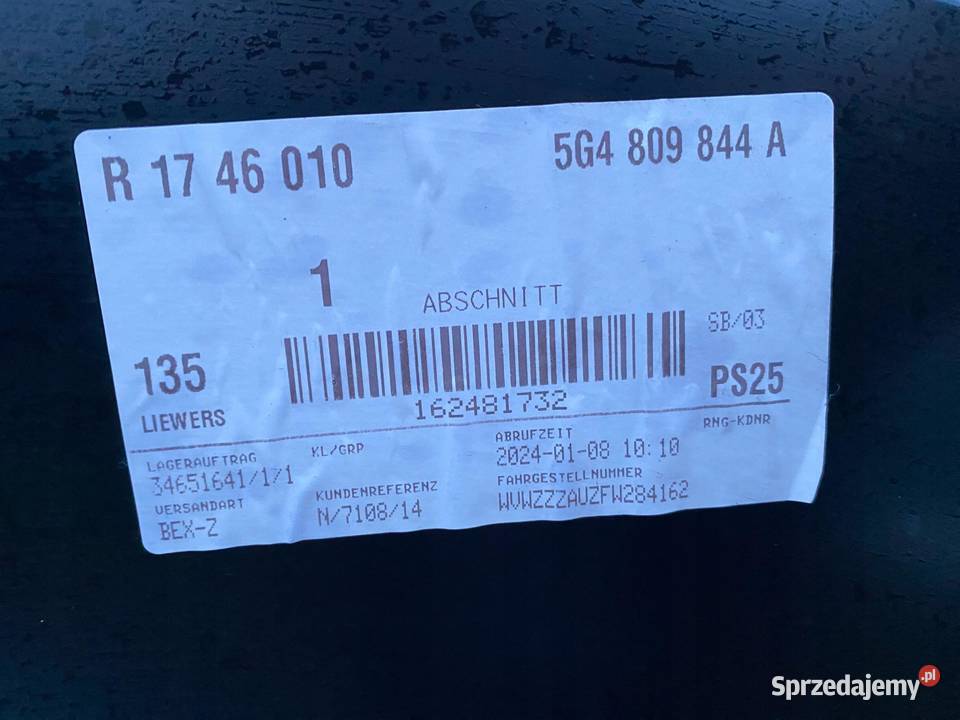 R 17 46 010
5G4 809 844 A
1
ABSCHNITT
SB/03
135
PS25
LIEWERS
162481732
RNG-KDNR
LAGERAUFTRAG
KL/GRP
ABRUFZEIT
34651641/1/1
2024-01-08 10:10
VERSANDART
KUNDENREFERENZ
FAHRGESTELLNUMMER
BEX-Z
N/7108/14
WVWZZZAUZFW284162
Sprzedajemy.pl